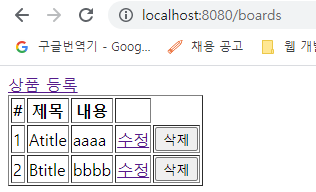 localhost:8080/boards
구글번역기 - Goog...
채용 공고
웹 개
상품 등록
# 제목 내용
1 Atitle aaaa 수정 삭제
2 Btitle bbbb 수정 삭제